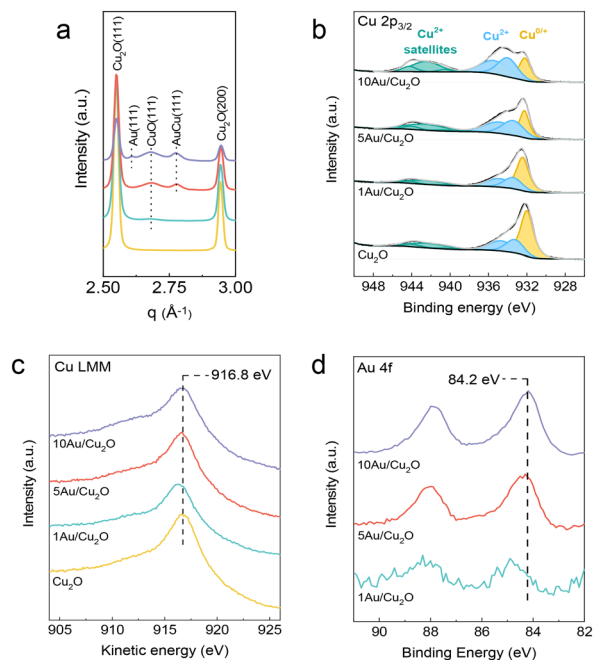 a
Cu₂O(111)
Au(111)
CuO(111)
AuCu(111)
Cu₂O(200)
Intensity (a.u.)
2.50 2.75 3.00
q (Å⁻¹)
b
Cu 2p₃/₂
Cu²⁺
satellites
Cu²⁺
Cu⁰/⁺
10Au/Cu₂O
5Au/Cu₂O
1Au/Cu₂O
Cu₂O
Intensity (a.u.)
948 944 940 936 932 928
Binding energy (eV)
c
Cu LMM
916.8 eV
10Au/Cu₂O
5Au/Cu₂O
1Au/Cu₂O
Cu₂O
Intensity (a.u.)
905 910 915 920 925
Kinetic energy (eV)
d
Au 4f
84.2 eV
10Au/Cu₂O
5Au/Cu₂O
1Au/Cu₂O
Intensity (a.u.)
90 88 86 84 82
Binding Energy (eV)